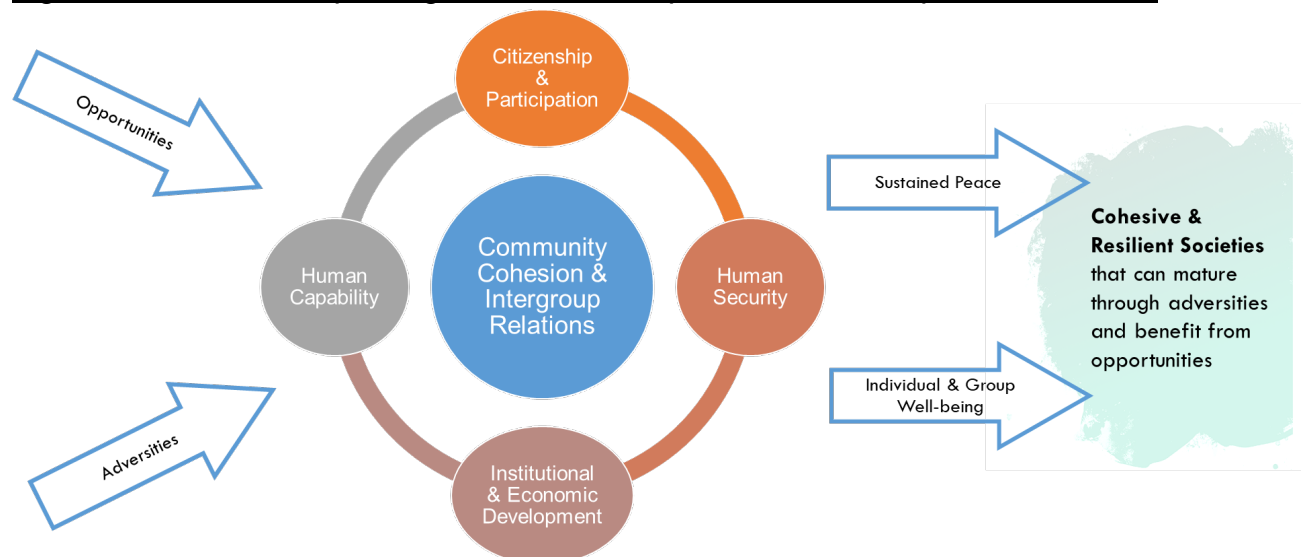 Opportunities
Adversities
Citizenship
&
Participation
Human
Capability
Community
Cohesion &
Intergroup
Relations
Human
Security
Institutional
& Economic
Development
Sustained Peace
Individual & Group
Well-being
Cohesive &
Resilient Societies
that can mature
through adversities
and benefit from
opportunities